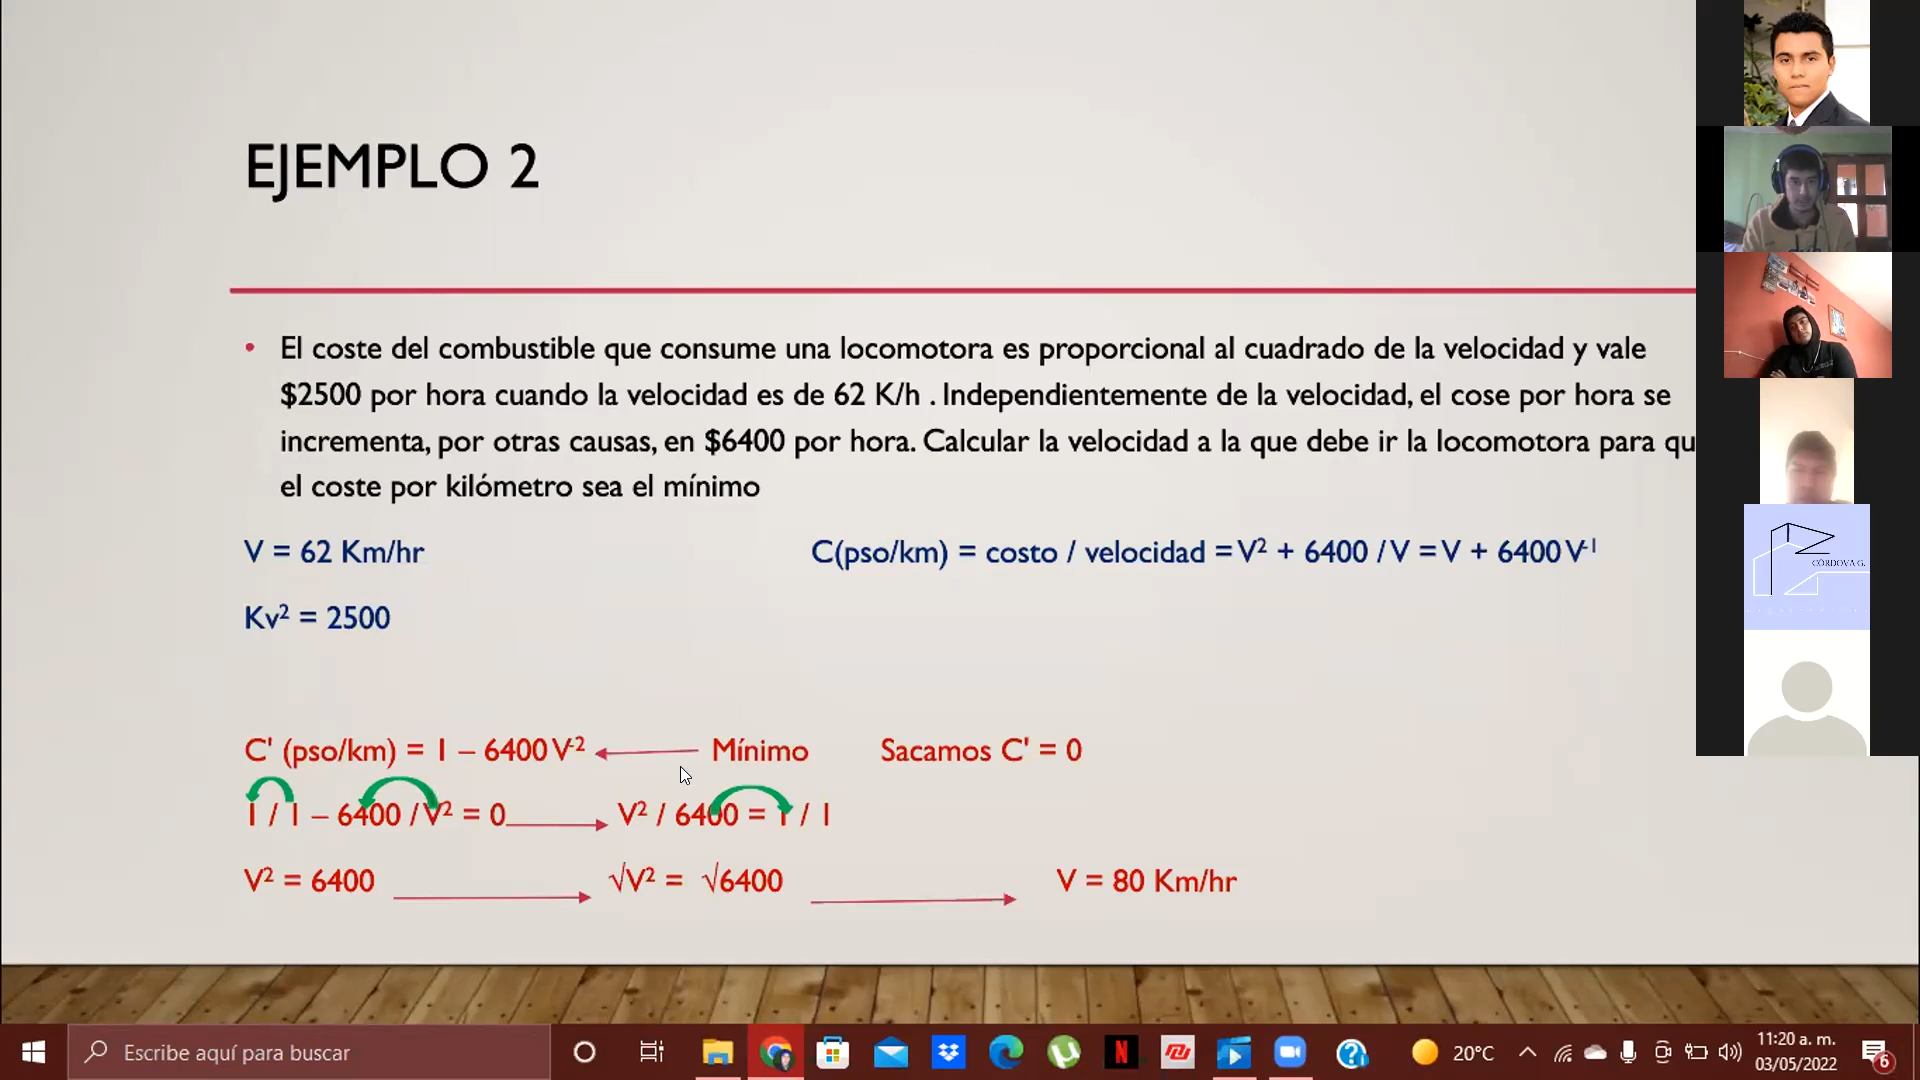 EJEMPLO 2
• El coste del combustible que consume una locomotora es proporcional al cuadrado de la velocidad y vale
$2500 por hora cuando la velocidad es de 62 K/h . Independientemente de la velocidad, el cose por hora se
incrementa, por otras causas, en $6400 por hora. Calcular la velocidad a la que debe ir la locomotora para qu
el coste por kilómetro sea el mínimo
V = 62 Km/hr
C(pso/km) = costo / velocidad = V² + 6400 / V = V + 6400 V⁻¹
Kv² = 2500
C' (pso/km) = 1 – 6400 V⁻² Mínimo Sacamos C' = 0
1 / 1 – 6400 / V² = 0 V² / 6400 = 1 / 1
V² = 6400 √V² = √6400 V = 80 Km/hr
CÓRDOVA G.
Escribe aquí para buscar
20°C
11:20 a. m.
03/05/2022
6